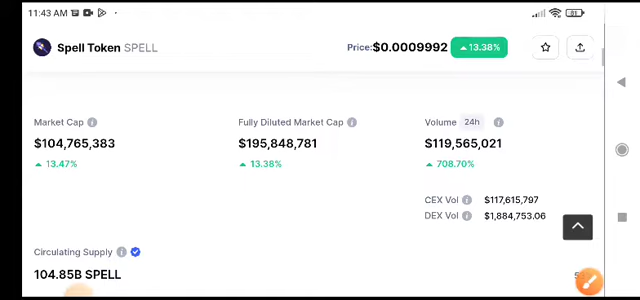 11:43 AM
81
Spell Token SPELL
Price:$0.0009992 13.38%
Market Cap
$104,765,383
13.47%
Fully Diluted Market Cap
$195,848,781
13.38%
Volume 24h
$119,565,021
708.70%
CEX Vol $117,615,797
DEX Vol $1,884,753.06
Circulating Supply
104.85B SPELL